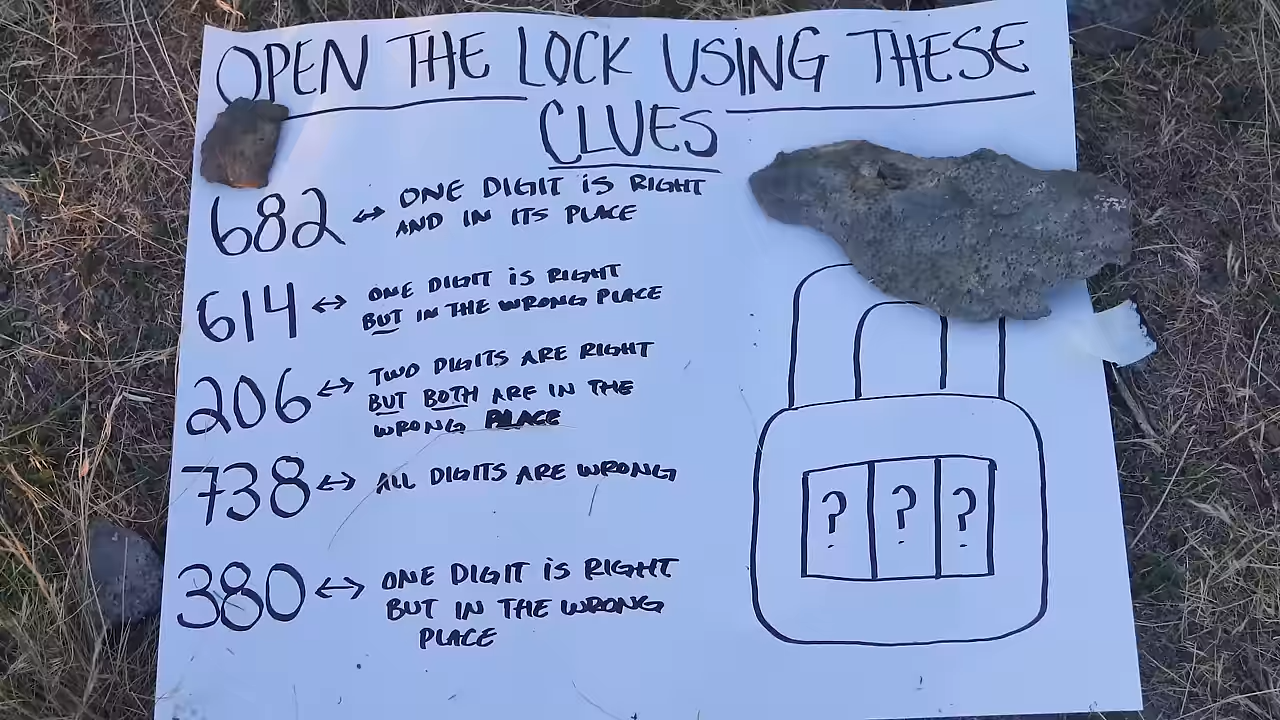 OPEN THE LOCK USING THESE
CLUES
682 ↔ ONE DIGIT IS RIGHT
AND IN ITS PLACE
614 ↔ ONE DIGIT IS RIGHT
BUT IN THE WRONG PLACE
206 ↔ TWO DIGITS ARE RIGHT
BUT BOTH ARE IN THE
WRONG PLACE
738 ↔ ALL DIGITS ARE WRONG
380 ↔ ONE DIGIT IS RIGHT
BUT IN THE WRONG
PLACE
? ? ?